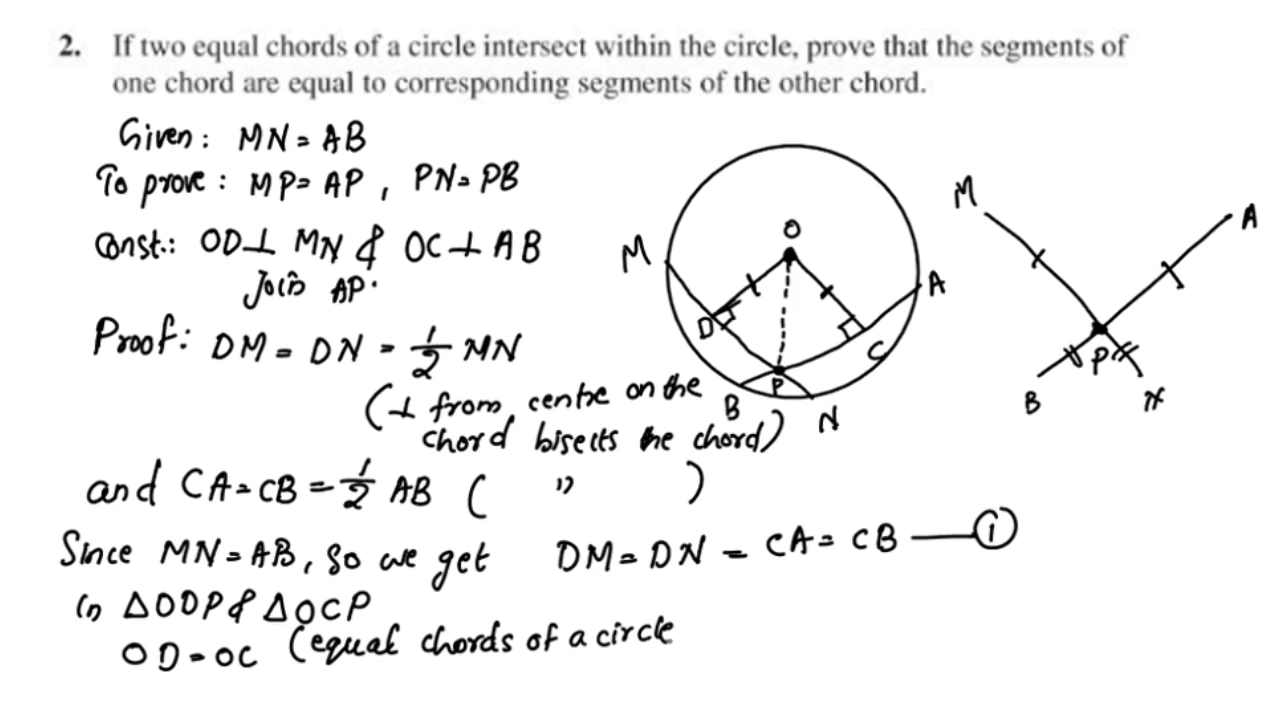 2. If two equal chords of a circle intersect within the circle, prove that the segments of
one chord are equal to corresponding segments of the other chord.
Given: MN = AB
To prove: MP = AP, PN = PB
Const.: OD ⊥ MN & OC ⊥ AB
Join AP.
Proof: DM = DN = 1/2 MN
(⊥ from centre on the
chord bisects the chord)
and CA = CB = 1/2 AB ( " )
Since MN = AB, So we get DM = DN = CA = CB — ①
In △ODP & △OCP
OD = OC (equal chords of a circle
O
M
A
D
C
P
B
N
M
A
P
B
N